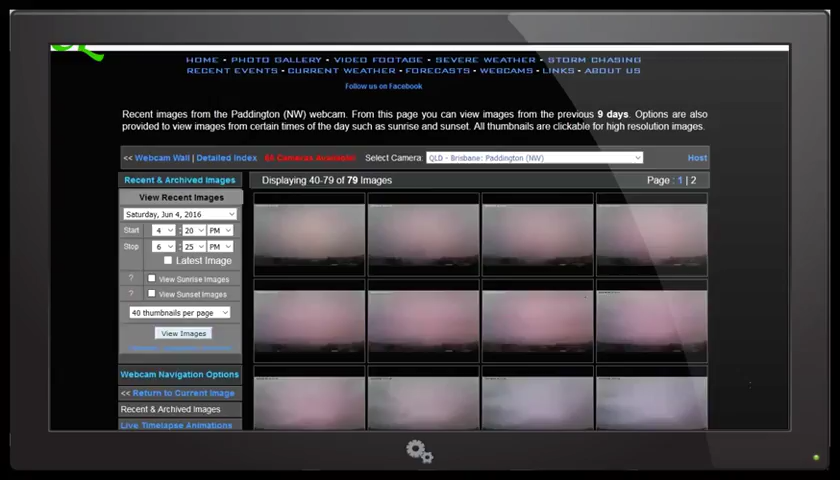 HOME - PHOTO GALLERY - VIDEO FOOTAGE - SEVERE WEATHER - STORM CHASING
RECENT EVENTS - CURRENT WEATHER - FORECASTS - WEBCAMS - LINKS - ABOUT US
Follow us on Facebook
Recent images from the Paddington (NW) webcam. From this page you can view images from the previous 9 days. Options are also
provided to view images from certain times of the day such as sunrise and sunset. All thumbnails are clickable for high resolution images.
<< Webcam Wall | Detailed Index Cameras Available Select Camera: QLD - Brisbane: Paddington (NW) Host
Recent & Archived Images
Displaying 40-79 of 79 Images Page : 1 | 2
View Recent Images
Saturday, Jun 4, 2016
Start 4 : 20 PM
Stop 6 : 25 PM
Latest Image
? View Sunrise Images
? View Sunset Images
40 thumbnails per page
View Images
Webcam Navigation Options
<< Return to Current Image
Recent & Archived Images
Live Timelapse Animations